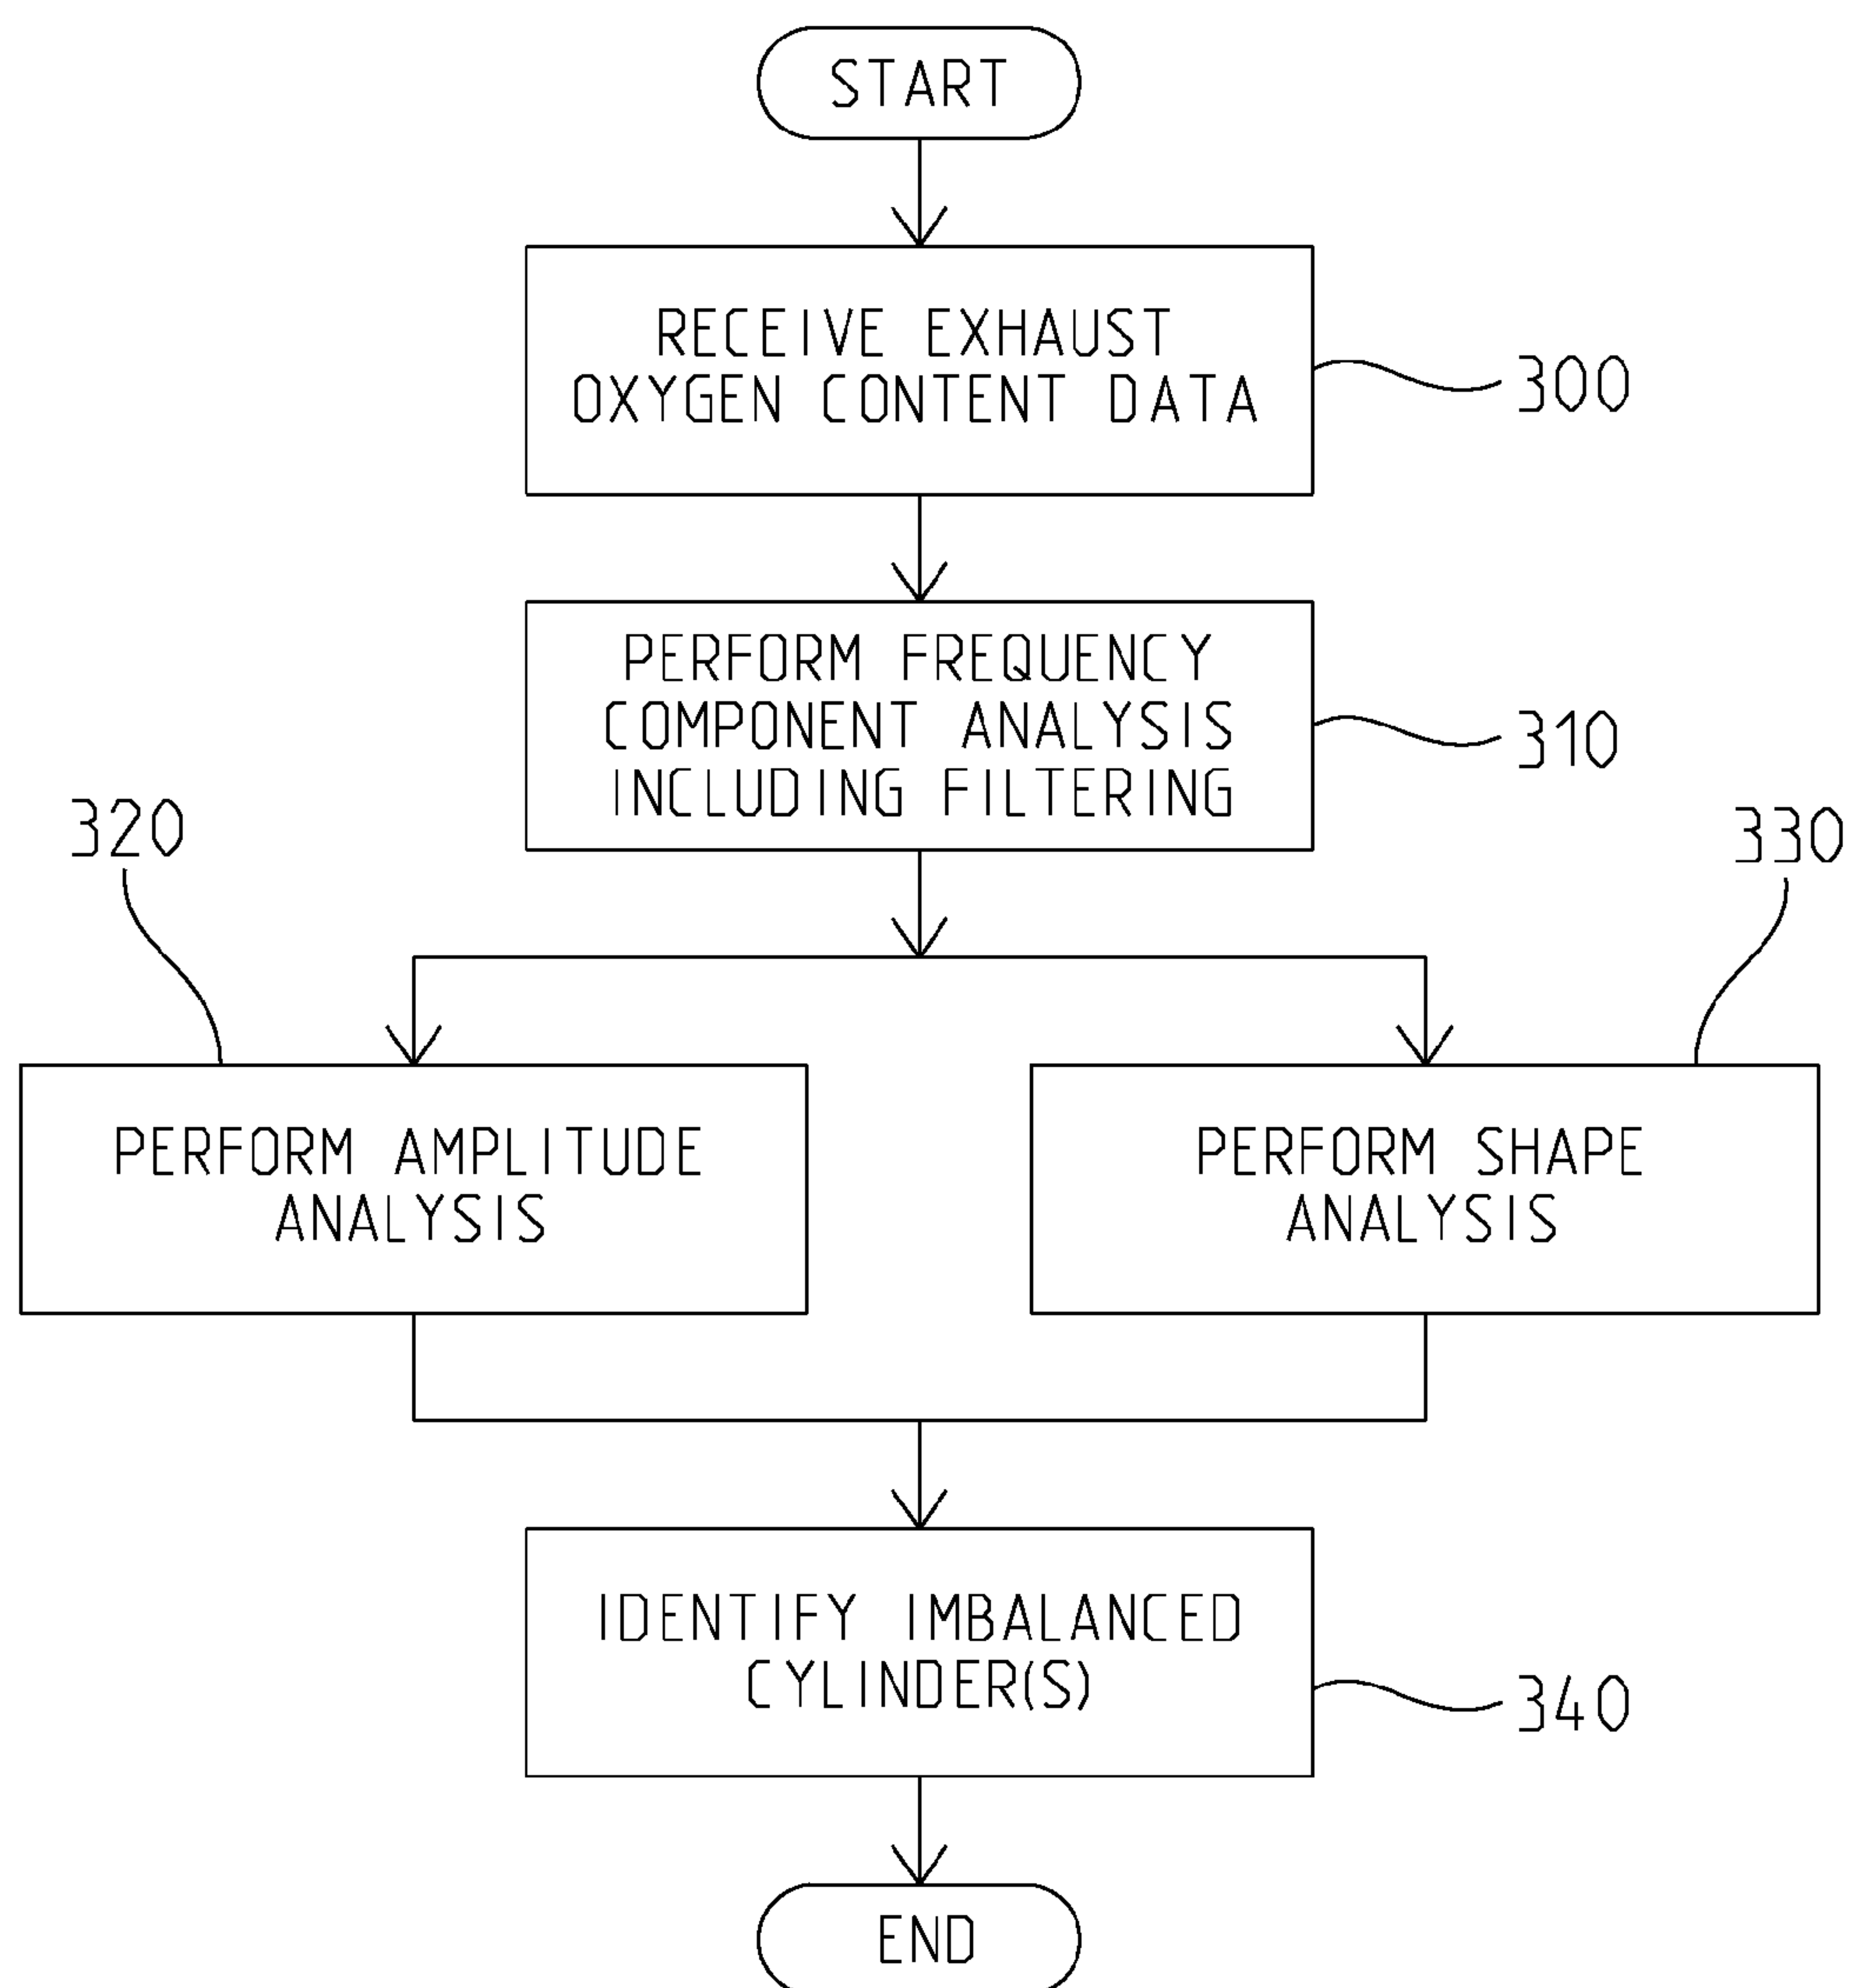 START
RECEIVE EXHAUST
OXYGEN CONTENT DATA
300
PERFORM FREQUENCY
COMPONENT ANALYSIS
INCLUDING FILTERING
310
320
330
PERFORM AMPLITUDE
ANALYSIS
PERFORM SHAPE
ANALYSIS
IDENTIFY IMBALANCED
CYLINDER(S)
340
END